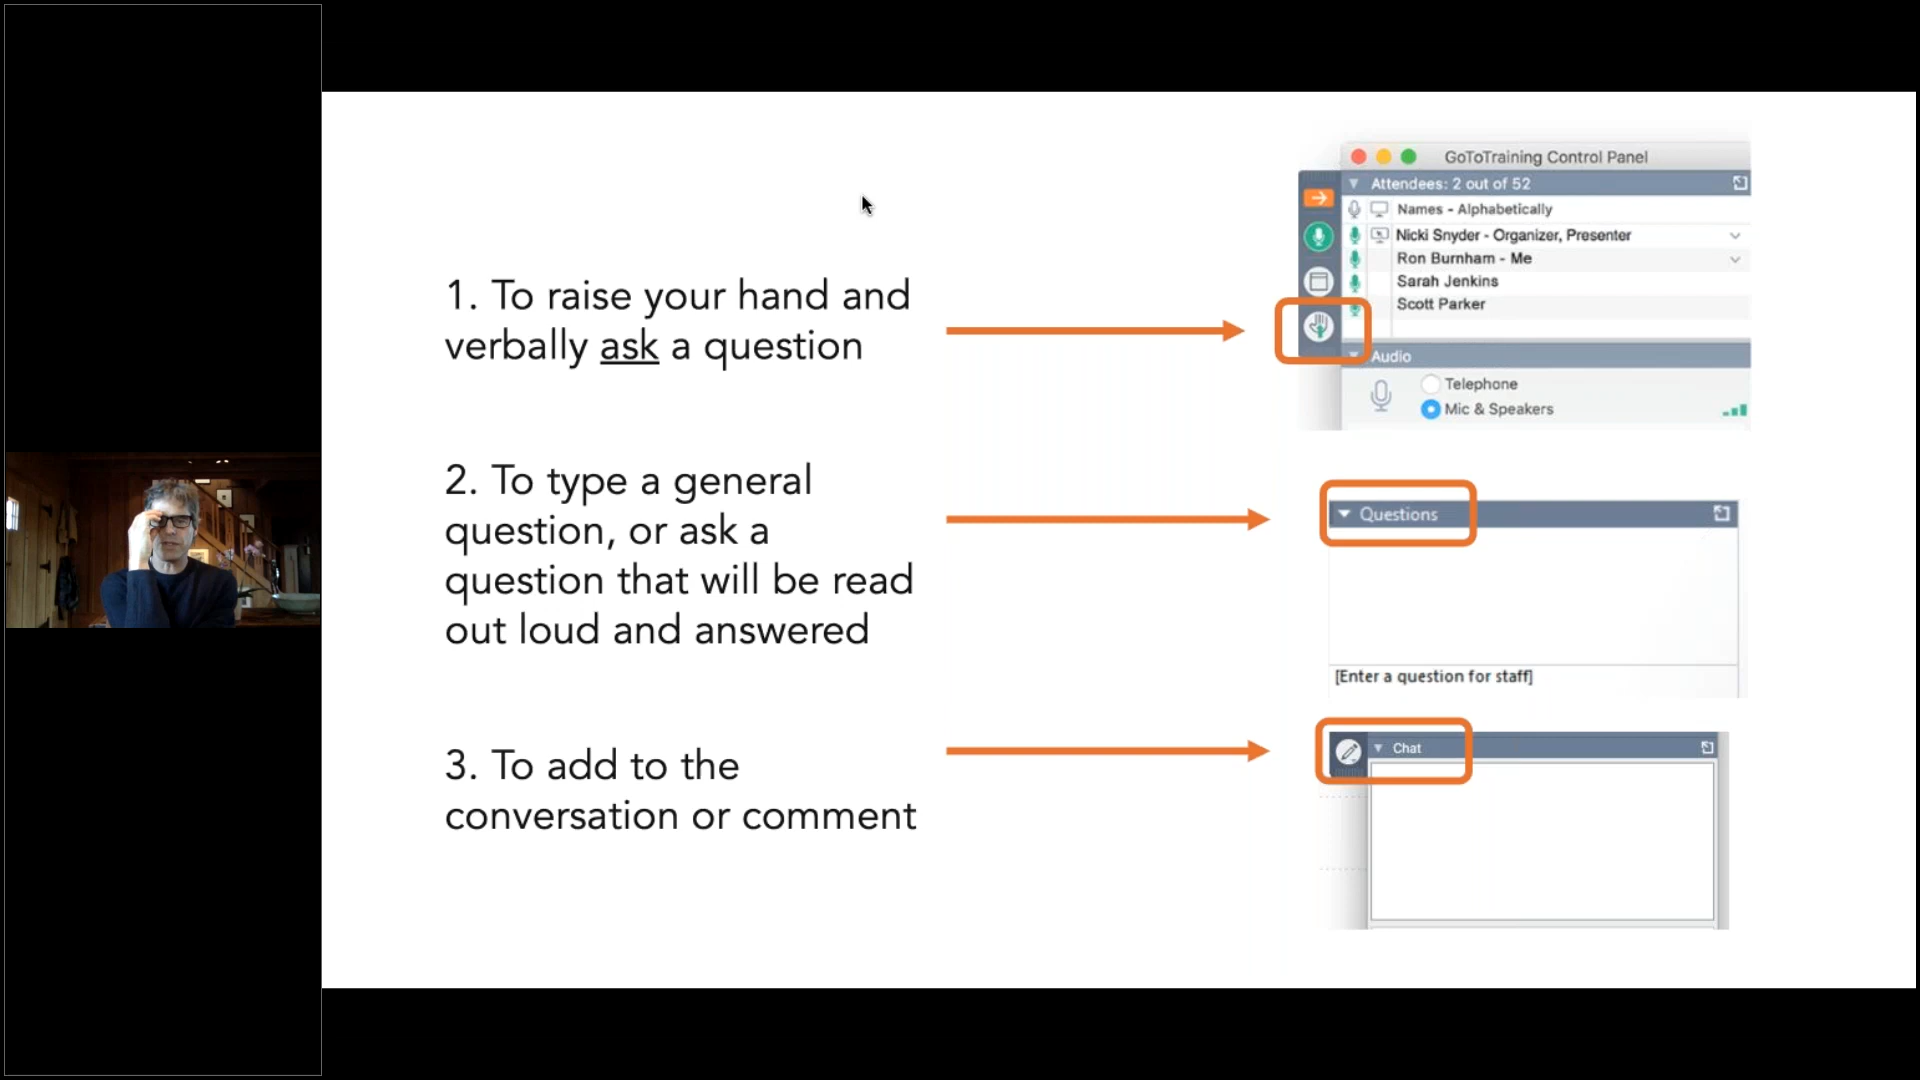 1. To raise your hand and
verbally ask a question
2. To type a general
question, or ask a
question that will be read
out loud and answered
3. To add to the
conversation or comment
GoToTraining Control Panel
Attendees: 2 out of 52
Names - Alphabetically
Nicki Snyder - Organizer, Presenter
Ron Burnham - Me
Sarah Jenkins
Scott Parker
Audio
Telephone
Mic & Speakers
Questions
[Enter a question for staff]
Chat